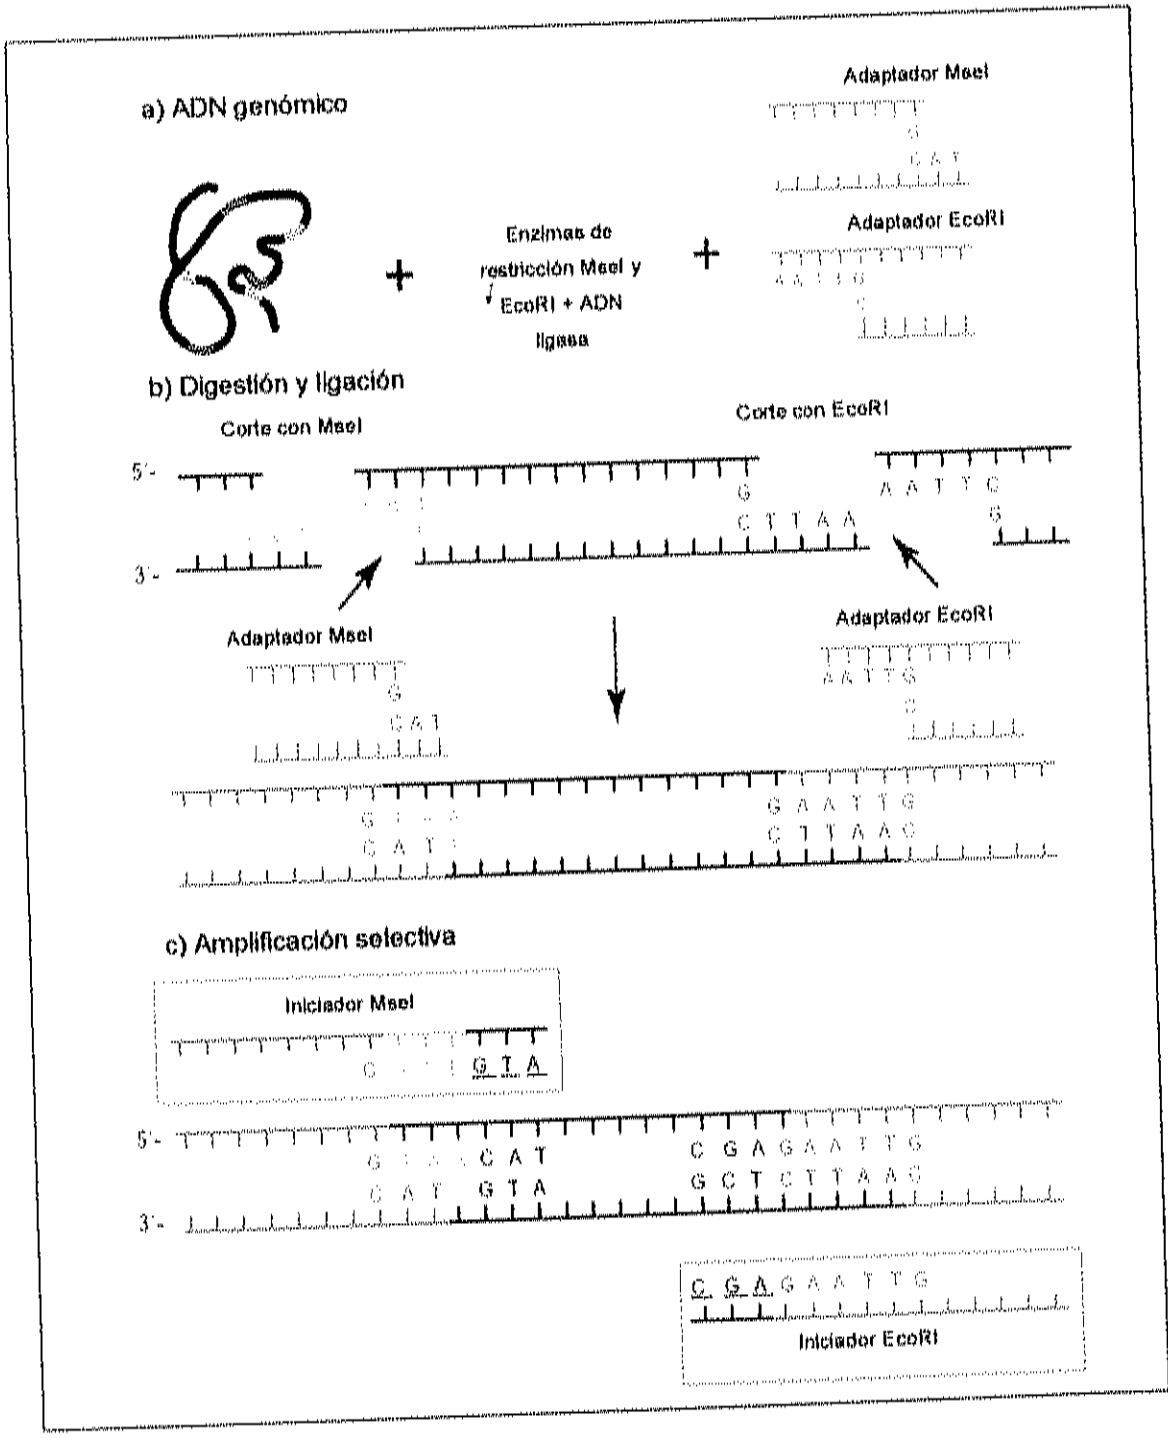 Adaptador MseI
a) ADN genómico
G
C A T
Adaptador EcoRI
Enzimas de
restricción MseI y
EcoRI + ADN
ligasa
+
+
A A T T G
b) Digestión y ligación
Corte con MseI
Corte con EcoRI
5´-
G
A A T T C
C T T A A
G
3´-
Adaptador MseI
Adaptador EcoRI
G
C A T
A A T T G
G
G A A T T G
C A T
C T T A A C
c) Amplificación selectiva
Iniciador MseI
G T A
5´-
G
C A T
C G A G A A T T G
C A T
G T A
G C T C T T A A C
3´-
C G A G A A T T G
Iniciador EcoRI